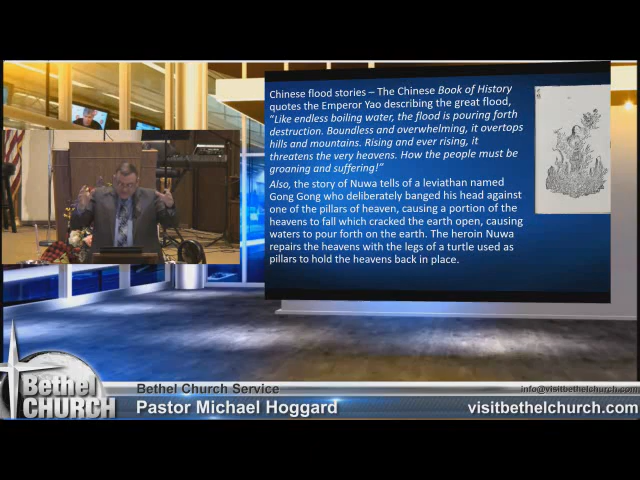 Chinese flood stories – The Chinese Book of History
quotes the Emperor Yao describing the great flood,
“Like endless boiling water, the flood is pouring forth
destruction. Boundless and overwhelming, it overtops
hills and mountains. Rising and ever rising, it
threatens the very heavens. How the people must be
groaning and suffering!”
Also, the story of Nuwa tells of a leviathan named
Gong Gong who deliberately banged his head against
one of the pillars of heaven, causing a portion of the
heavens to fall which cracked the earth open, causing
waters to pour forth on the earth. The heroin Nuwa
repairs the heavens with the legs of a turtle used as
pillars to hold the heavens back in place.
Bethel
CHURCH
Bethel Church Service
Pastor Michael Hoggard
info@visitbethelchurch.com
visitbethelchurch.com